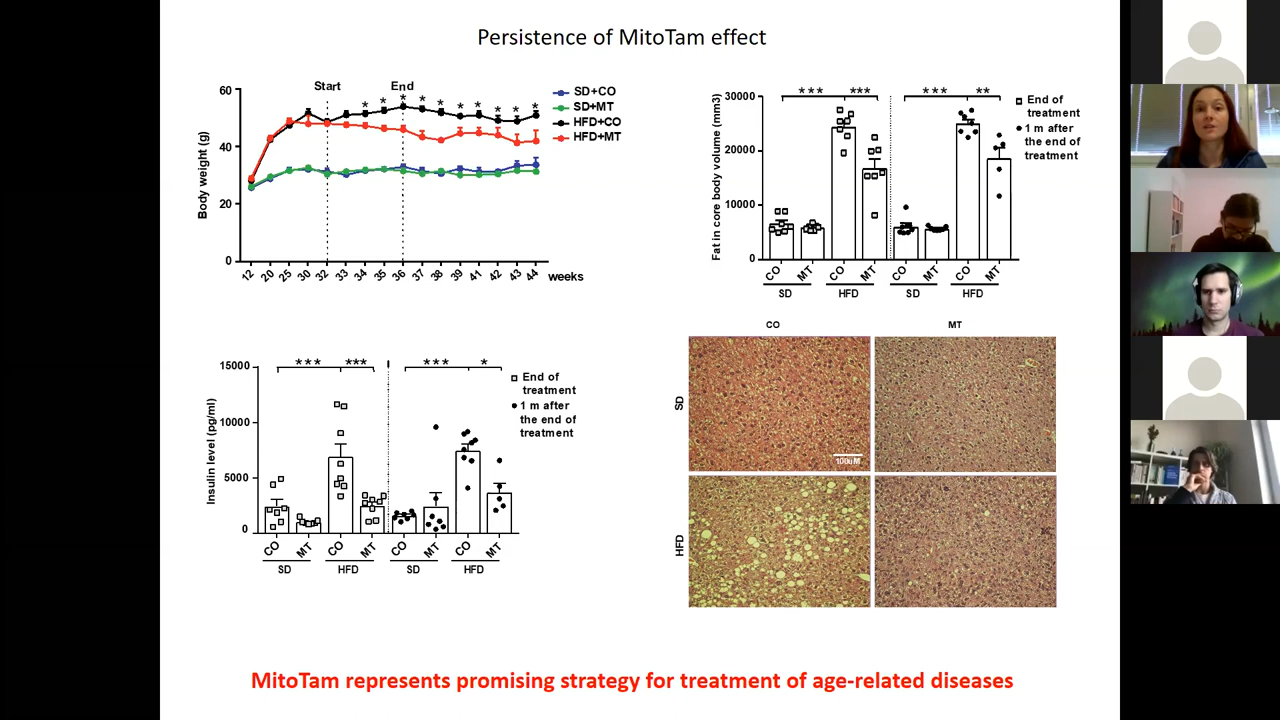 Persistence of MitoTam effect
Body weight (g)
60
40
20
0
Start
End
* * * * * * * * * *
12 20 25 30 32 33 34 35 36 37 38 39 41 42 43 44 weeks
SD+CO
SD+MT
HFD+CO
HFD+MT
Fat in core body volume (mm3)
30000
20000
10000
0
*** *** *** **
End of
treatment
1 m after
the end of
treatment
CO MT CO MT CO MT CO MT
SD HFD SD HFD
Insulin level (pg/ml)
15000
10000
5000
0
*** *** *** *
End of
treatment
1 m after
the end of
treatment
CO MT CO MT CO MT CO MT
SD HFD SD HFD
CO MT
SD
100uM
HFD
MitoTam represents promising strategy for treatment of age-related diseases